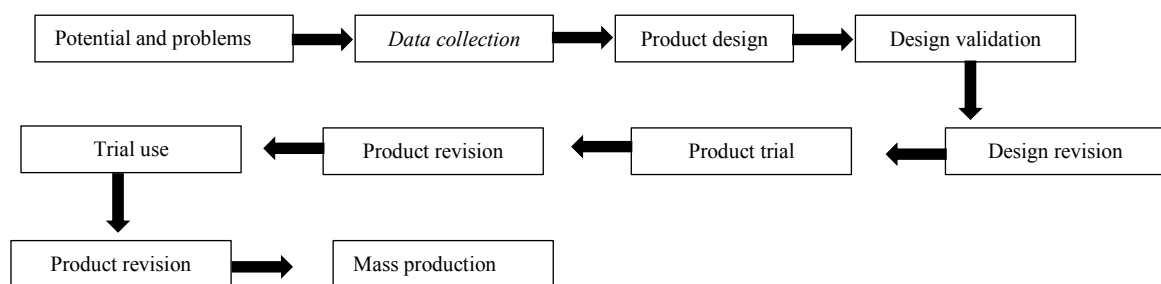 Potential and problems
Data collection
Product design
Design validation
Design revision
Product trial
Product revision
Trial use
Product revision
Mass production